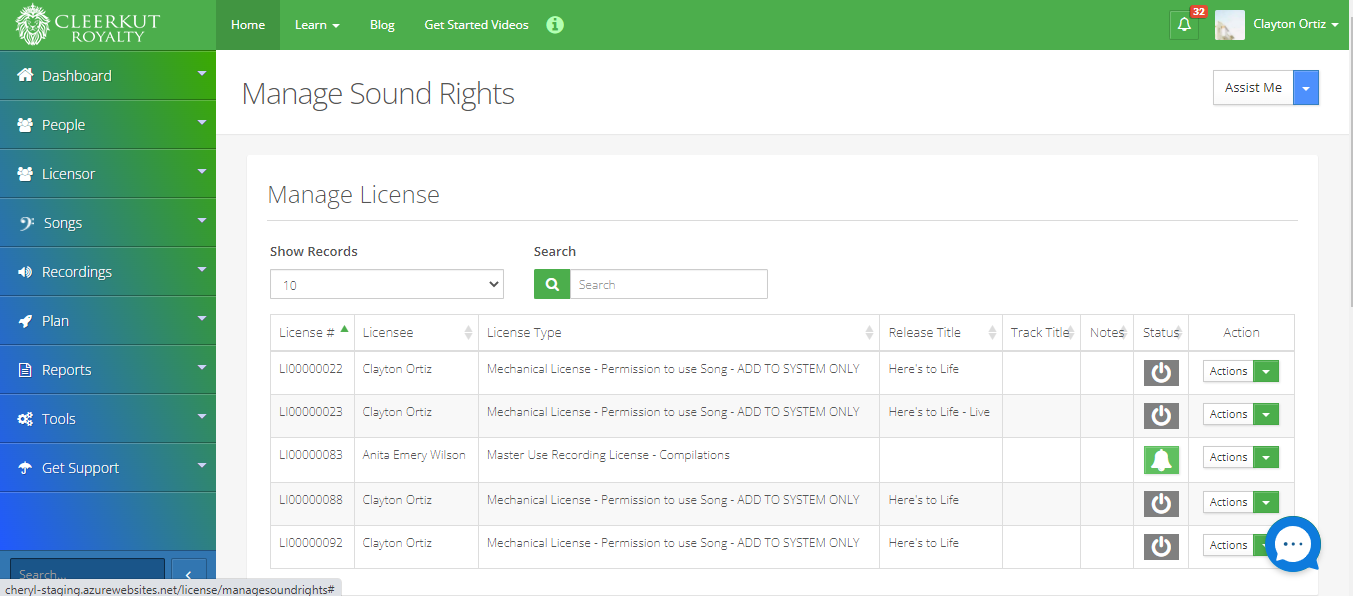 CLEERKUT
ROYALTY
Home Learn Blog Get Started Videos 32 Clayton Ortiz
Dashboard
People
Licensor
Songs
Recordings
Plan
Reports
Tools
Get Support
Search...
Manage Sound Rights
Assist Me
Manage License
Show Records Search
10 Search
License # Licensee License Type Release Title Track Title Notes Status Action
LI00000022 Clayton Ortiz Mechanical License - Permission to use Song - ADD TO SYSTEM ONLY Here's to Life Actions
LI00000023 Clayton Ortiz Mechanical License - Permission to use Song - ADD TO SYSTEM ONLY Here's to Life - Live Actions
LI00000083 Anita Emery Wilson Master Use Recording License - Compilations Actions
LI00000088 Clayton Ortiz Mechanical License - Permission to use Song - ADD TO SYSTEM ONLY Here's to Life Actions
LI00000092 Clayton Ortiz Mechanical License - Permission to use Song - ADD TO SYSTEM ONLY Here's to Life Actions
cheryl-staging.azurewebsites.net/license/managesoundrights#